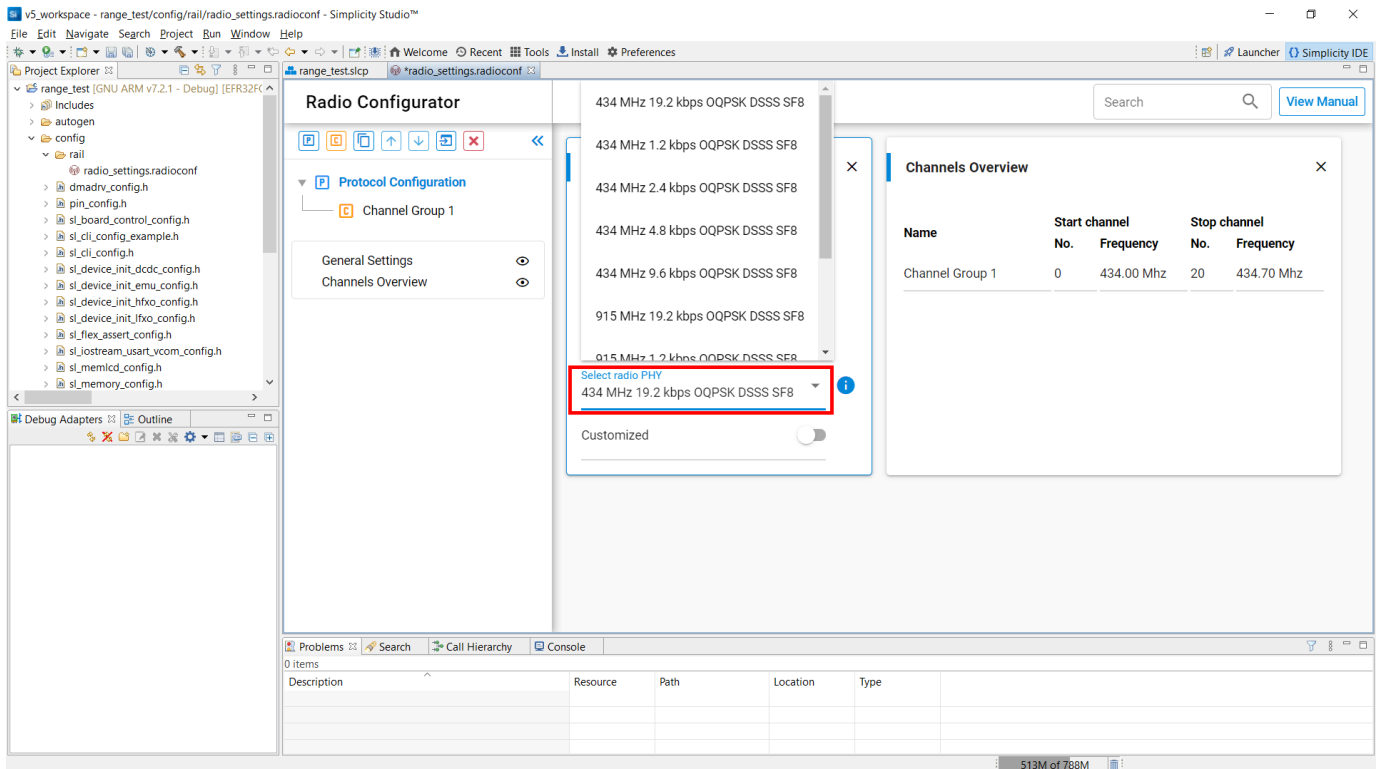 v5_workspace - range_test/config/rail/radio_settings.radioconf - Simplicity Studio™
File Edit Navigate Search Project Run Window Help
Welcome Recent Tools Install Preferences Launcher {} Simplicity IDE
Project Explorer
range_test.slcp *radio_settings.radioconf
range_test [GNU ARM v7.2.1 - Debug] [EFR32F
Includes
autogen
config
rail
radio_settings.radioconf
dmadrv_config.h
pin_config.h
sl_board_control_config.h
sl_cli_config_example.h
sl_cli_config.h
sl_device_init_dcdc_config.h
sl_device_init_emu_config.h
sl_device_init_hfxo_config.h
sl_device_init_lfxo_config.h
sl_flex_assert_config.h
sl_iostream_usart_vcom_config.h
sl_memlcd_config.h
sl_memory_config.h
Debug Adapters Outline
Radio Configurator
Search
View Manual
Protocol Configuration
Channel Group 1
General Settings
Channels Overview
434 MHz 19.2 kbps OQPSK DSSS SF8
434 MHz 1.2 kbps OQPSK DSSS SF8
434 MHz 2.4 kbps OQPSK DSSS SF8
434 MHz 4.8 kbps OQPSK DSSS SF8
434 MHz 9.6 kbps OQPSK DSSS SF8
915 MHz 19.2 kbps OQPSK DSSS SF8
915 MHz 1.2 kbps OQPSK DSSS SF8
Select radio PHY
434 MHz 19.2 kbps OQPSK DSSS SF8
Customized
Channels Overview
Start channel Stop channel
Name No. Frequency No. Frequency
Channel Group 1 0 434.00 Mhz 20 434.70 Mhz
Problems Search Call Hierarchy Console
0 items
Description Resource Path Location Type
513M of 788M